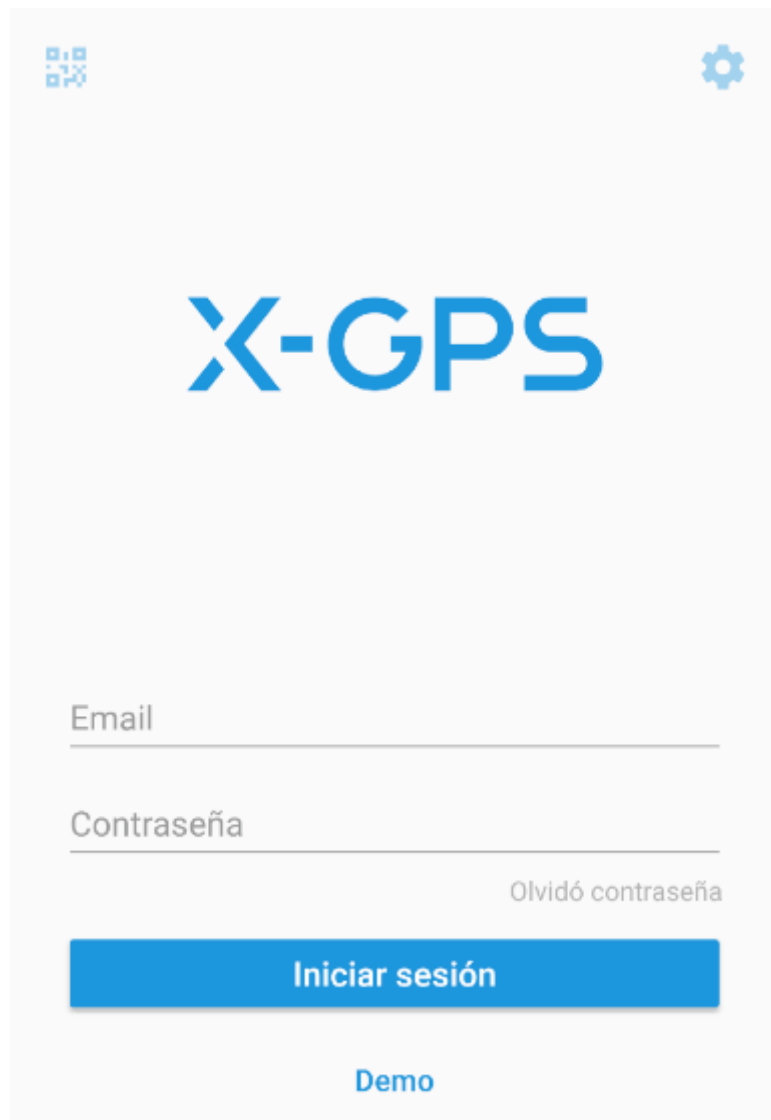 X-GPS
Email
Contraseña
Olvidó contraseña
Iniciar sesión
Demo